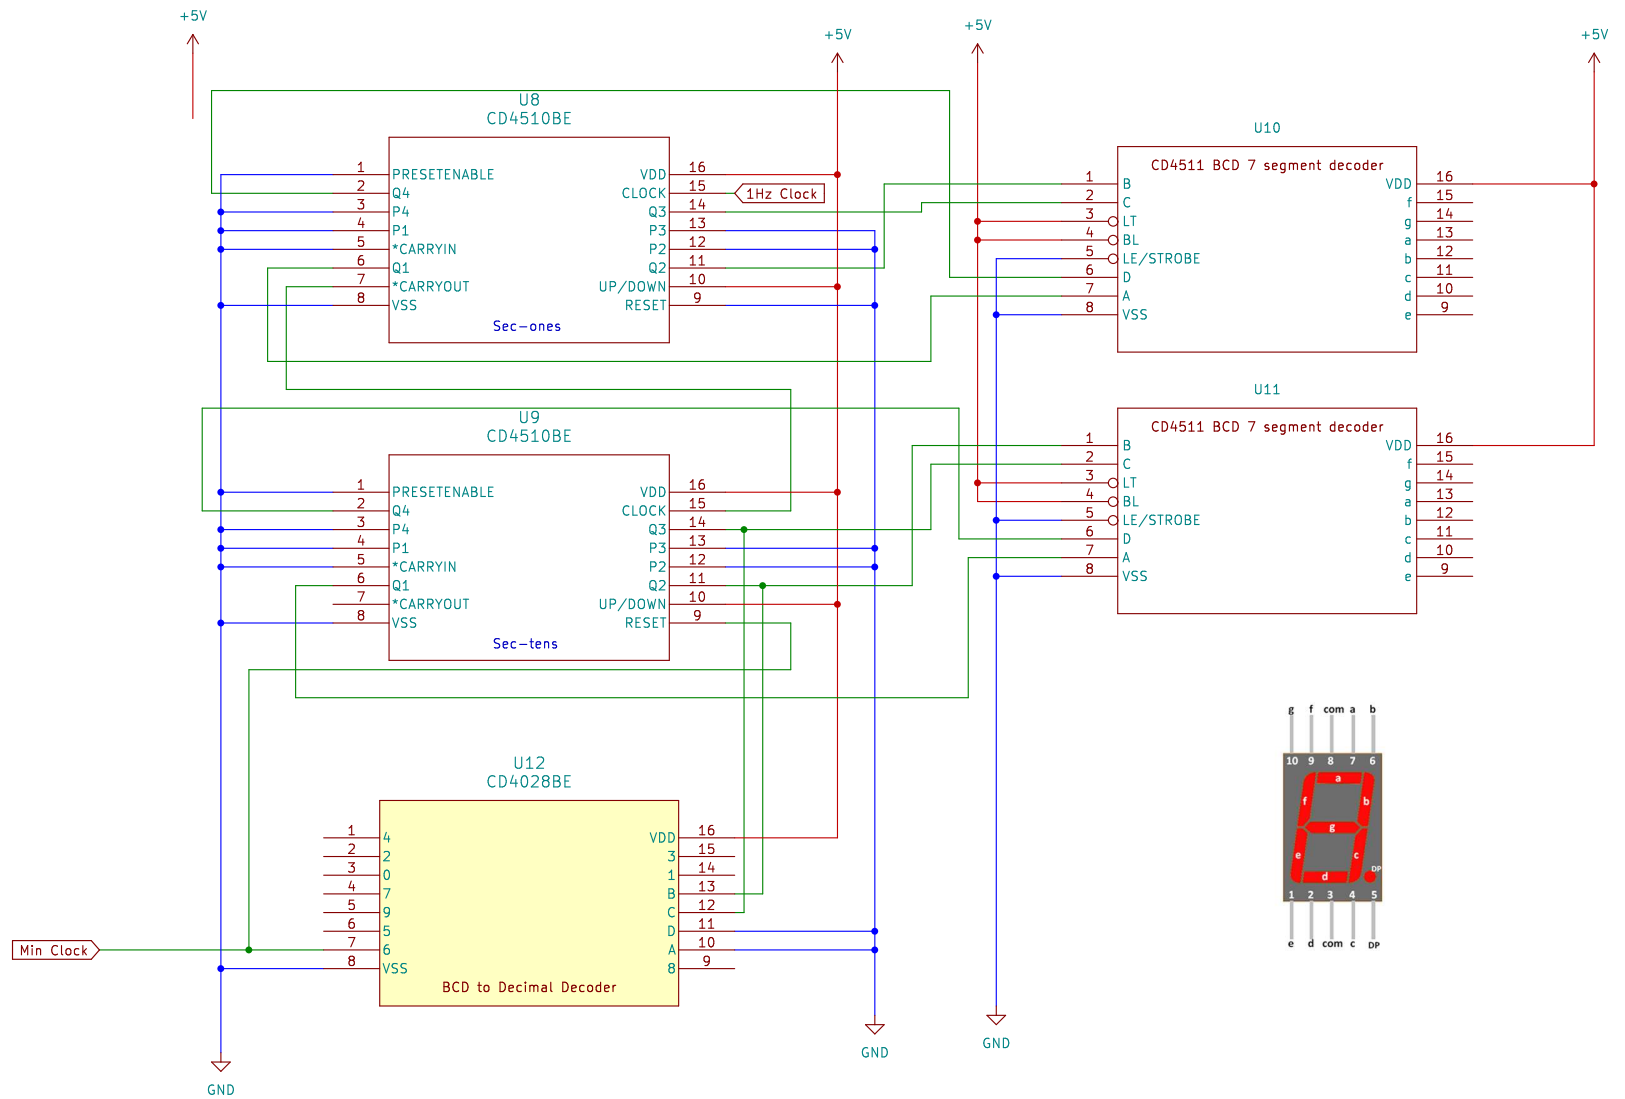 +5V
+5V
+5V
+5V
U8
CD4510BE
1 PRESETENABLE VDD 16
2 Q4 CLOCK 15 1Hz Clock
3 P4 Q3 14
4 P1 P3 13
5 *CARRYIN P2 12
6 Q1 Q2 11
7 *CARRYOUT UP/DOWN 10
8 VSS RESET 9
Sec-ones
U10
CD4511 BCD 7 segment decoder
1 B VDD 16
2 C f 15
3 LT g 14
4 BL a 13
5 LE/STROBE b 12
6 D c 11
7 A d 10
8 VSS e 9
U9
CD4510BE
1 PRESETENABLE VDD 16
2 Q4 CLOCK 15
3 P4 Q3 14
4 P1 P3 13
5 *CARRYIN P2 12
6 Q1 Q2 11
7 *CARRYOUT UP/DOWN 10
8 VSS RESET 9
Sec-tens
U11
CD4511 BCD 7 segment decoder
1 B VDD 16
2 C f 15
3 LT g 14
4 BL a 13
5 LE/STROBE b 12
6 D c 11
7 A d 10
8 VSS e 9
U12
CD4028BE
1 4 VDD 16
2 2 3 15
3 0 1 14
4 7 B 13
5 9 C 12
6 5 D 11
Min Clock 7 6 A 10
8 VSS 8 9
BCD to Decimal Decoder
g f com a b
10 9 8 7 6
a
f b
g
e c
d DP
1 2 3 4 5
e d com c DP
GND
GND
GND